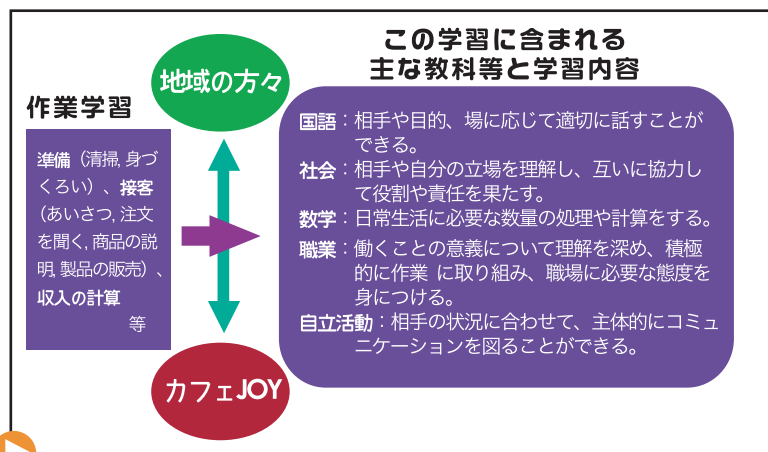 この学習に含まれる
主な教科等と学習内容
地域の方々
作業学習
準備（清掃,身づ
くろい）、接客
（あいさつ,注文
を聞く,商品の説
明,製品の販売）、
収入の計算
等
国語：相手や目的、場に応じて適切に話すことが
できる。
社会：相手や自分の立場を理解し、互いに協力し
て役割や責任を果たす。
数学：日常生活に必要な数量の処理や計算をする。
職業：働くことの意義について理解を深め、積極
的に作業 に取り組み、職場に必要な態度を
身につける。
自立活動：相手の状況に合わせて、主体的にコミュ
ニケーションを図ることができる。
カフェJOY